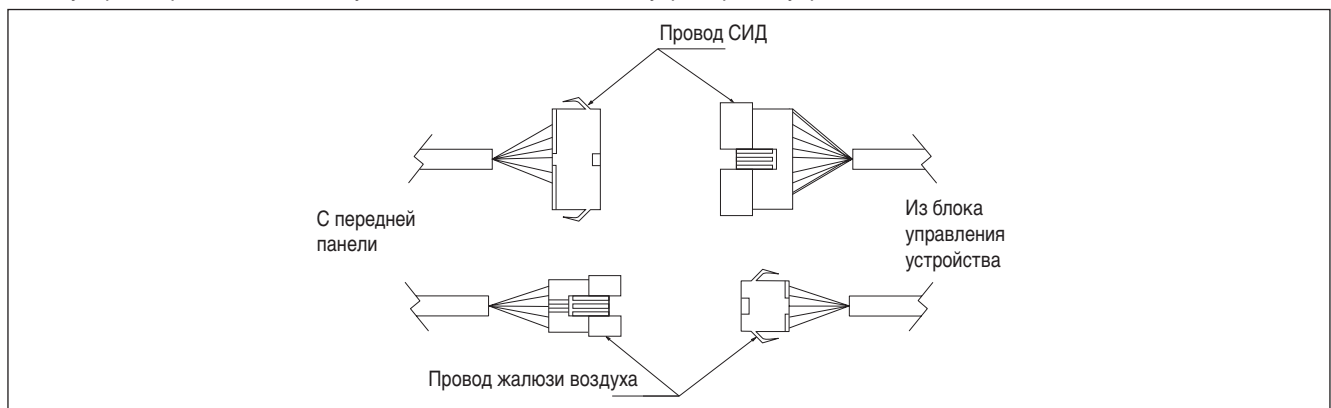 Провод СИД
С передней
панели
Из блока
управления
устройства
Провод жалюзи воздуха